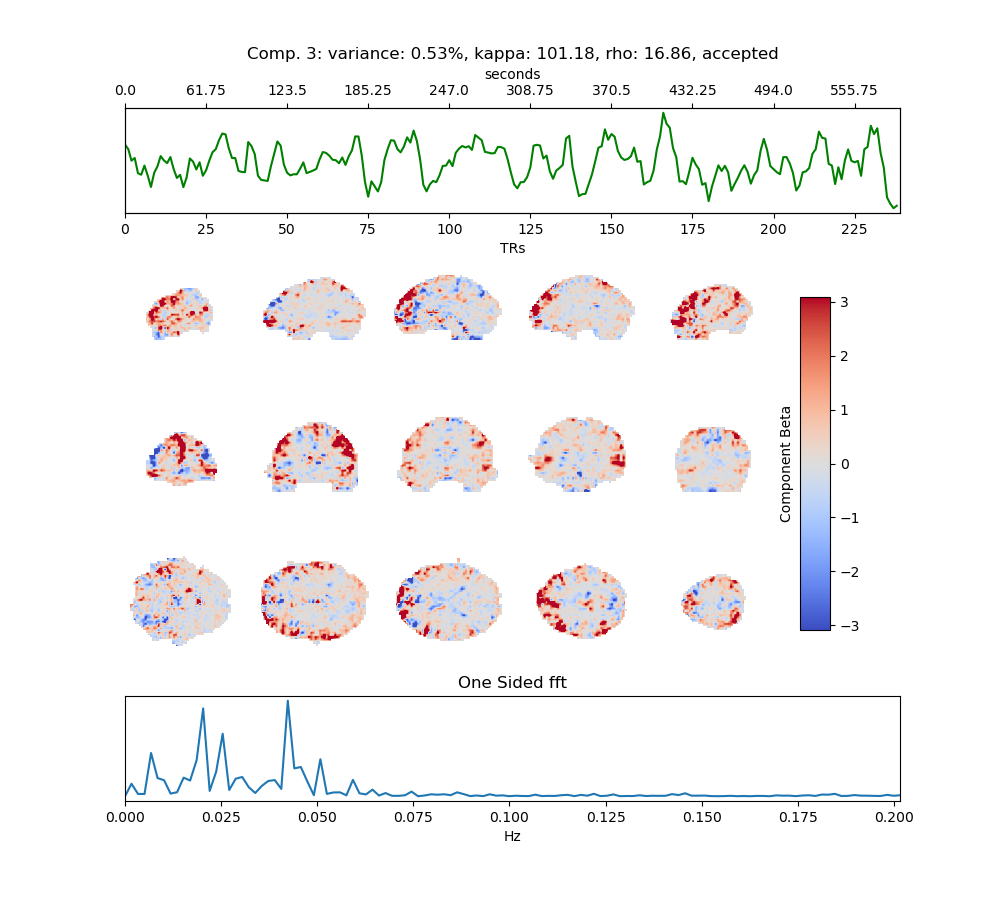 Comp. 3: variance: 0.53%, kappa: 101.18, rho: 16.86, accepted
seconds
0.0 61.75 123.5 185.25 247.0 308.75 370.5 432.25 494.0 555.75
0 25 50 75 100 125 150 175 200 225
TRs
3
2
1
0
−1
−2
−3
Component Beta
One Sided fft
0.000 0.025 0.050 0.075 0.100 0.125 0.150 0.175 0.200
Hz